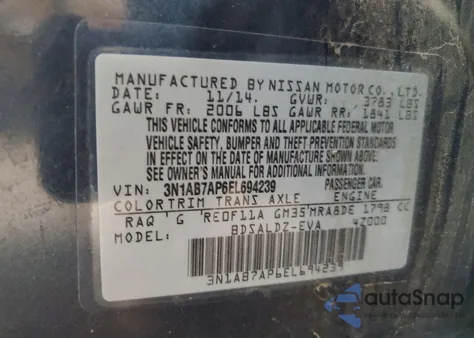 MANUFACTURED BY NISSAN MOTOR CO., LTD.
DATE: 11/14. GVWR: 3783 LBS
GAWR FR: 2006 LBS GAWR RR: 1841 LBS
THIS VEHICLE CONFORMS TO ALL APPLICABLE FEDERAL MOTOR
VEHICLE SAFETY, BUMPER AND THEFT PREVENTION STANDARDS
IN EFFECT ON THE DATE OF MANUFACTURE SHOWN ABOVE.
SEE OWNER'S MANUAL FOR ADDITIONAL INFORMATION.
VIN: 3N1AB7AP6EL694239 PASSENGER CAR
COLOR TRIM TRANS AXLE ENGINE
RAQ 'G 'RE0F11A GM35 MRA8DE 1798 CC
MODEL: BDSALDZ-EVA 42000
3N1AB7AP6EL694239
autaSnap